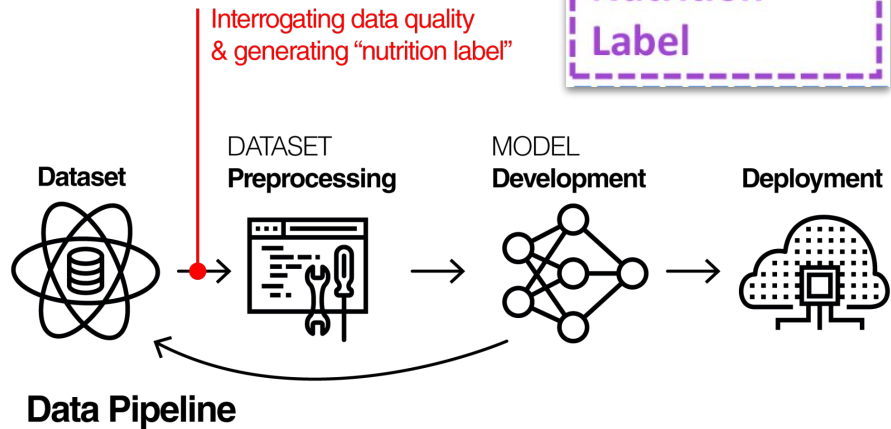 Interrogating data quality
& generating “nutrition label”
Label
DATASET
Preprocessing
MODEL
Development
Dataset
Deployment
Data Pipeline